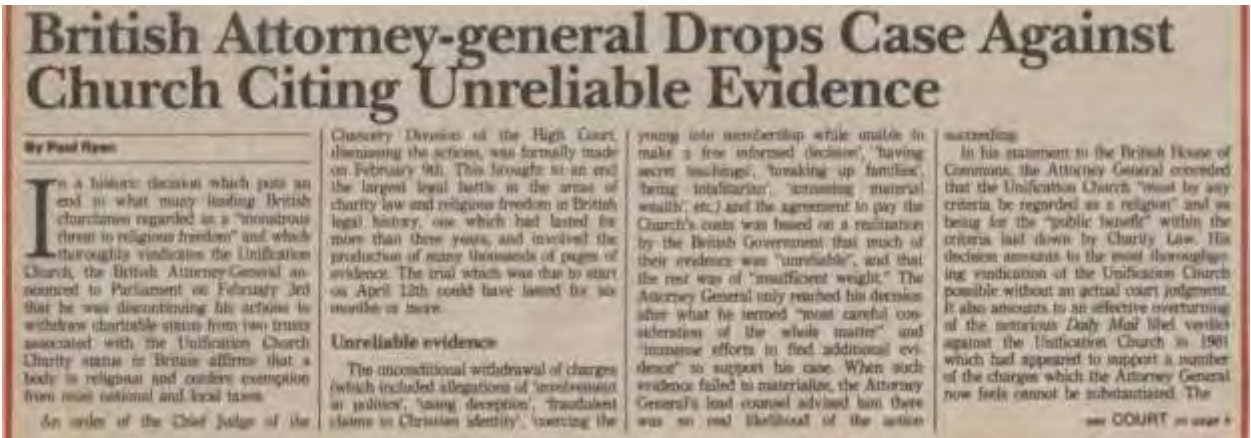 British Attorney-general Drops Case Against
Church Citing Unreliable Evidence
By Paul Ryan
In a historic decision which puts an
end to what many leading British
churchmen regarded as a "monstrous
threat to religious freedom" and which
thoroughly vindicates the Unification
Church, the British Attorney-General an-
nounced to Parliament on February 3rd
that he was discontinuing his actions to
withdraw charitable status from two trusts
associated with the Unification Church
Charity status in Britain affirms that a
body is religious and confers exemption
from most national and local taxes.
An order of the Chief Judge of the
Chancery Division of the High Court,
dismissing the actions, was formally made
on February 9th. This brought to an end
the largest legal battle in the areas of
charity law and religious freedom in British
legal history, one which had lasted for
more than three years, and involved the
production of many thousands of pages of
evidence. The trial which was due to start
on April 12th could have lasted for six
months or more.
Unreliable evidence
The unconditional withdrawal of charges
(which included allegations of 'involvement
in politics', 'using deception', 'fraudulent
claims to Christian identity', 'coercing the
young into membership while unable to
make a free informed decision', 'having
secret teachings', 'breaking up families',
'being totalitarian', 'amassing material
wealth', etc.) and the agreement to pay the
Church's costs was based on a realisation
by the British Government that much of
their evidence was "unreliable", and that
the rest was of "insufficient weight." The
Attorney General only reached his decision
after what he termed "most careful con-
sideration of the whole matter" and
"immense efforts to find additional evi-
dence" to support his case. When such
evidence failed to materialize, the Attorney
General's lead counsel advised him there
was no real likelihood of the action
succeeding.
In his statement to the British House of
Commons, the Attorney General conceded
that the Unification Church "must by any
criteria be regarded as a religion" and as
being for the "public benefit" within the
criteria laid down by Charity Law. His
decision amounts to the most thoroughgo-
ing vindication of the Unification Church
possible without an actual court judgment.
It also amounts to an effective overturning
of the notorious Daily Mail libel verdict
against the Unification Church in 1981
which had appeared to support a number
of the charges which the Attorney General
now feels cannot be substantiated. The
see COURT on page